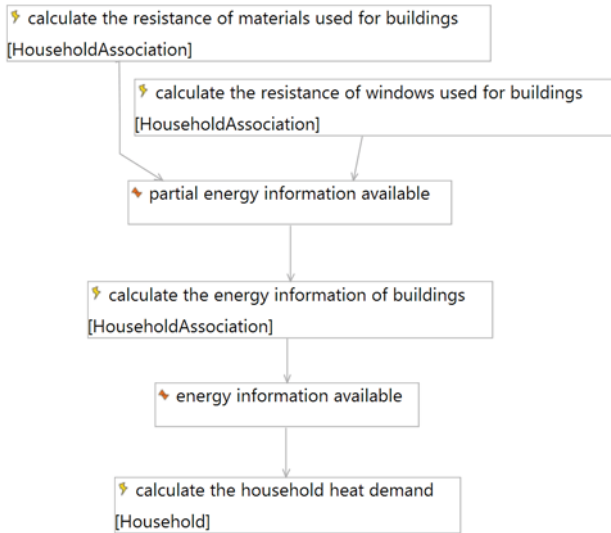 calculate the resistance of materials used for buildings
[HouseholdAssociation]
calculate the resistance of windows used for buildings
[HouseholdAssociation]
partial energy information available
calculate the energy information of buildings
[HouseholdAssociation]
energy information available
calculate the household heat demand
[Household]